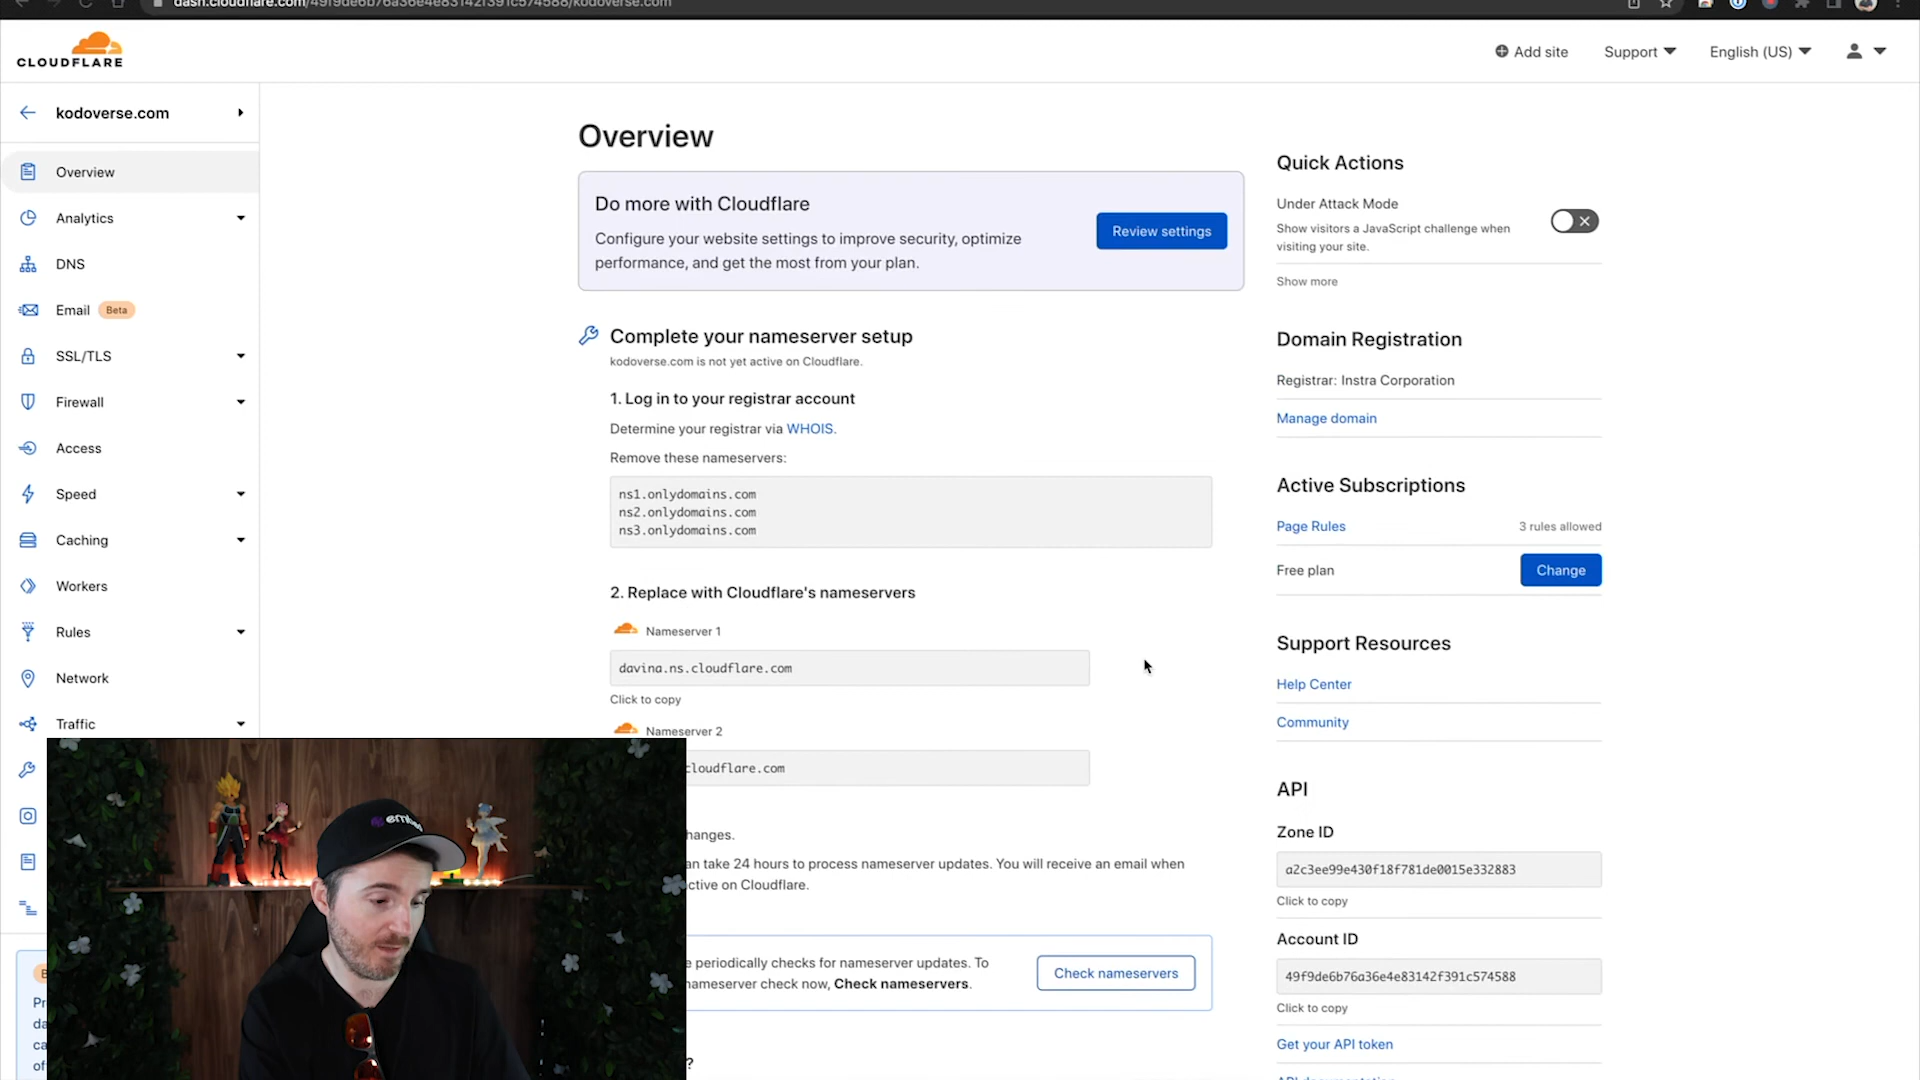 dash.cloudflare.com/49f9de6b76a36e4e83142f391c574588/kodoverse.com
CLOUDFLARE
Add site
Support
English (US)
kodoverse.com
Overview
Analytics
DNS
Email Beta
SSL/TLS
Firewall
Access
Speed
Caching
Workers
Rules
Network
Traffic
Overview
Do more with Cloudflare
Configure your website settings to improve security, optimize
performance, and get the most from your plan.
Review settings
Complete your nameserver setup
kodoverse.com is not yet active on Cloudflare.
1. Log in to your registrar account
Determine your registrar via WHOIS.
Remove these nameservers:
ns1.onlydomains.com
ns2.onlydomains.com
ns3.onlydomains.com
2. Replace with Cloudflare's nameservers
Nameserver 1
davina.ns.cloudflare.com
Click to copy
Nameserver 2
cloudflare.com
hanges.
an take 24 hours to process nameserver updates. You will receive an email when
ctive on Cloudflare.
e periodically checks for nameserver updates. To
nameserver check now, Check nameservers.
Check nameservers
?
Quick Actions
Under Attack Mode
Show visitors a JavaScript challenge when
visiting your site.
Show more
Domain Registration
Registrar: Instra Corporation
Manage domain
Active Subscriptions
Page Rules
3 rules allowed
Free plan
Change
Support Resources
Help Center
Community
API
Zone ID
a2c3ee99e430f18f781de0015e332883
Click to copy
Account ID
49f9de6b76a36e4e83142f391c574588
Click to copy
Get your API token